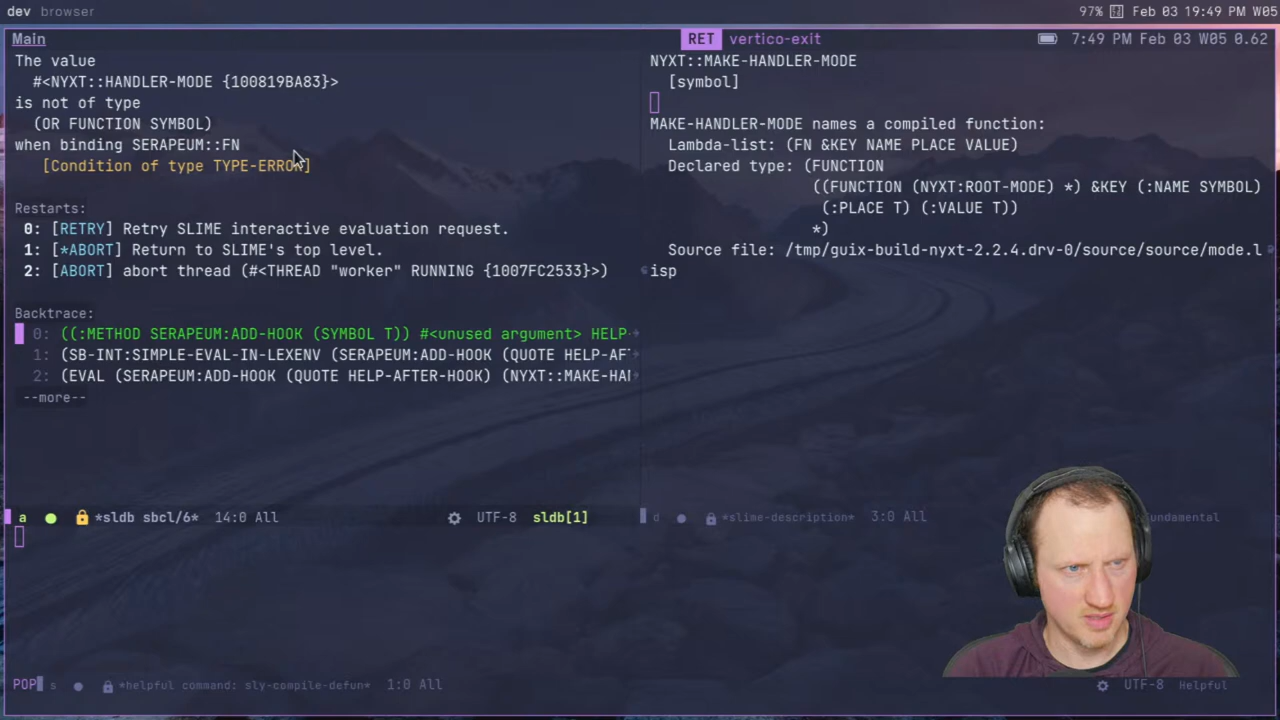 dev browser
97% Feb 03 19:49 PM W05
Main
RET vertico-exit
7:49 PM Feb 03 W05 0.62
The value
#<NYXT::HANDLER-MODE {100819BA83}>
is not of type
(OR FUNCTION SYMBOL)
when binding SERAPEUM::FN
[Condition of type TYPE-ERROR]
Restarts:
0: [RETRY] Retry SLIME interactive evaluation request.
1: [*ABORT] Return to SLIME's top level.
2: [ABORT] abort thread (#<THREAD "worker" RUNNING {1007FC2533}>)
Backtrace:
0: ((:METHOD SERAPEUM:ADD-HOOK (SYMBOL T)) #<unused argument> HELP-
1: (SB-INT:SIMPLE-EVAL-IN-LEXENV (SERAPEUM:ADD-HOOK (QUOTE HELP-AF
2: (EVAL (SERAPEUM:ADD-HOOK (QUOTE HELP-AFTER-HOOK) (NYXT::MAKE-HA
--more--
a *sldb sbcl/6* 14:0 All UTF-8 sldb[1]
NYXT::MAKE-HANDLER-MODE
[symbol]
MAKE-HANDLER-MODE names a compiled function:
Lambda-list: (FN &KEY NAME PLACE VALUE)
Declared type: (FUNCTION
((FUNCTION (NYXT:ROOT-MODE) *) &KEY (:NAME SYMBOL)
(:PLACE T) (:VALUE T))
*)
Source file: /tmp/guix-build-nyxt-2.2.4.drv-0/source/source/mode.l
isp
d *slime-description* 3:0 All undamental
POP s *helpful command: sly-compile-defun* 1:0 All UTF-8 Helpful